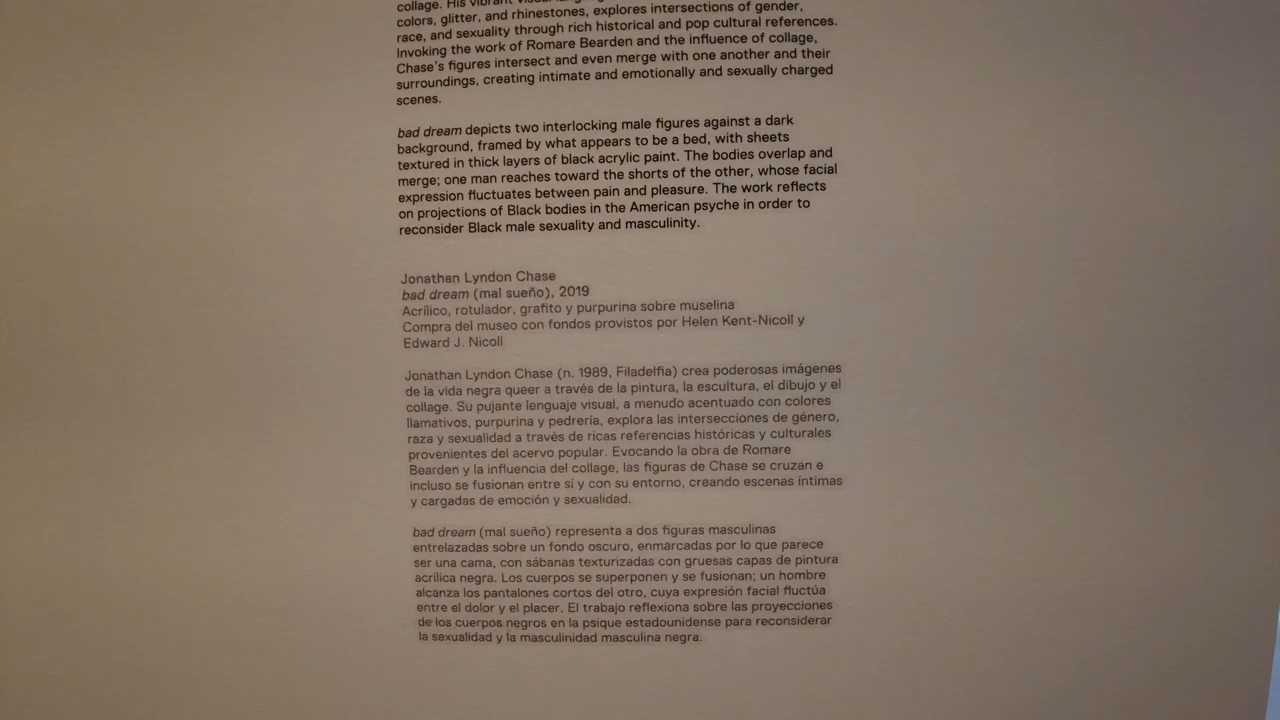 collage. His vibrant visual
colors, glitter, and rhinestones, explores intersections of gender,
race, and sexuality through rich historical and pop cultural references.
Invoking the work of Romare Bearden and the influence of collage,
Chase's figures intersect and even merge with one another and their
surroundings, creating intimate and emotionally and sexually charged
scenes.
bad dream depicts two interlocking male figures against a dark
background, framed by what appears to be a bed, with sheets
textured in thick layers of black acrylic paint. The bodies overlap and
merge; one man reaches toward the shorts of the other, whose facial
expression fluctuates between pain and pleasure. The work reflects
on projections of Black bodies in the American psyche in order to
reconsider Black male sexuality and masculinity.
Jonathan Lyndon Chase
bad dream (mal sueño), 2019
Acrílico, rotulador, grafito y purpurina sobre muselina
Compra del museo con fondos provistos por Helen Kent-Nicoll y
Edward J. Nicoll
Jonathan Lyndon Chase (n. 1989, Filadelfia) crea poderosas imágenes
de la vida negra queer a través de la pintura, la escultura, el dibujo y el
collage. Su pujante lenguaje visual, a menudo acentuado con colores
llamativos, purpurina y pedrería, explora las intersecciones de género,
raza y sexualidad a través de ricas referencias históricas y culturales
provenientes del acervo popular. Evocando la obra de Romare
Bearden y la influencia del collage, las figuras de Chase se cruzan e
incluso se fusionan entre sí y con su entorno, creando escenas íntimas
y cargadas de emoción y sexualidad.
bad dream (mal sueño) representa a dos figuras masculinas
entrelazadas sobre un fondo oscuro, enmarcadas por lo que parece
ser una cama, con sábanas texturizadas con gruesas capas de pintura
acrílica negra. Los cuerpos se superponen y se fusionan; un hombre
alcanza los pantalones cortos del otro, cuya expresión facial fluctúa
entre el dolor y el placer. El trabajo reflexiona sobre las proyecciones
de los cuerpos negros en la psique estadounidense para reconsiderar
la sexualidad y la masculinidad masculina negra.